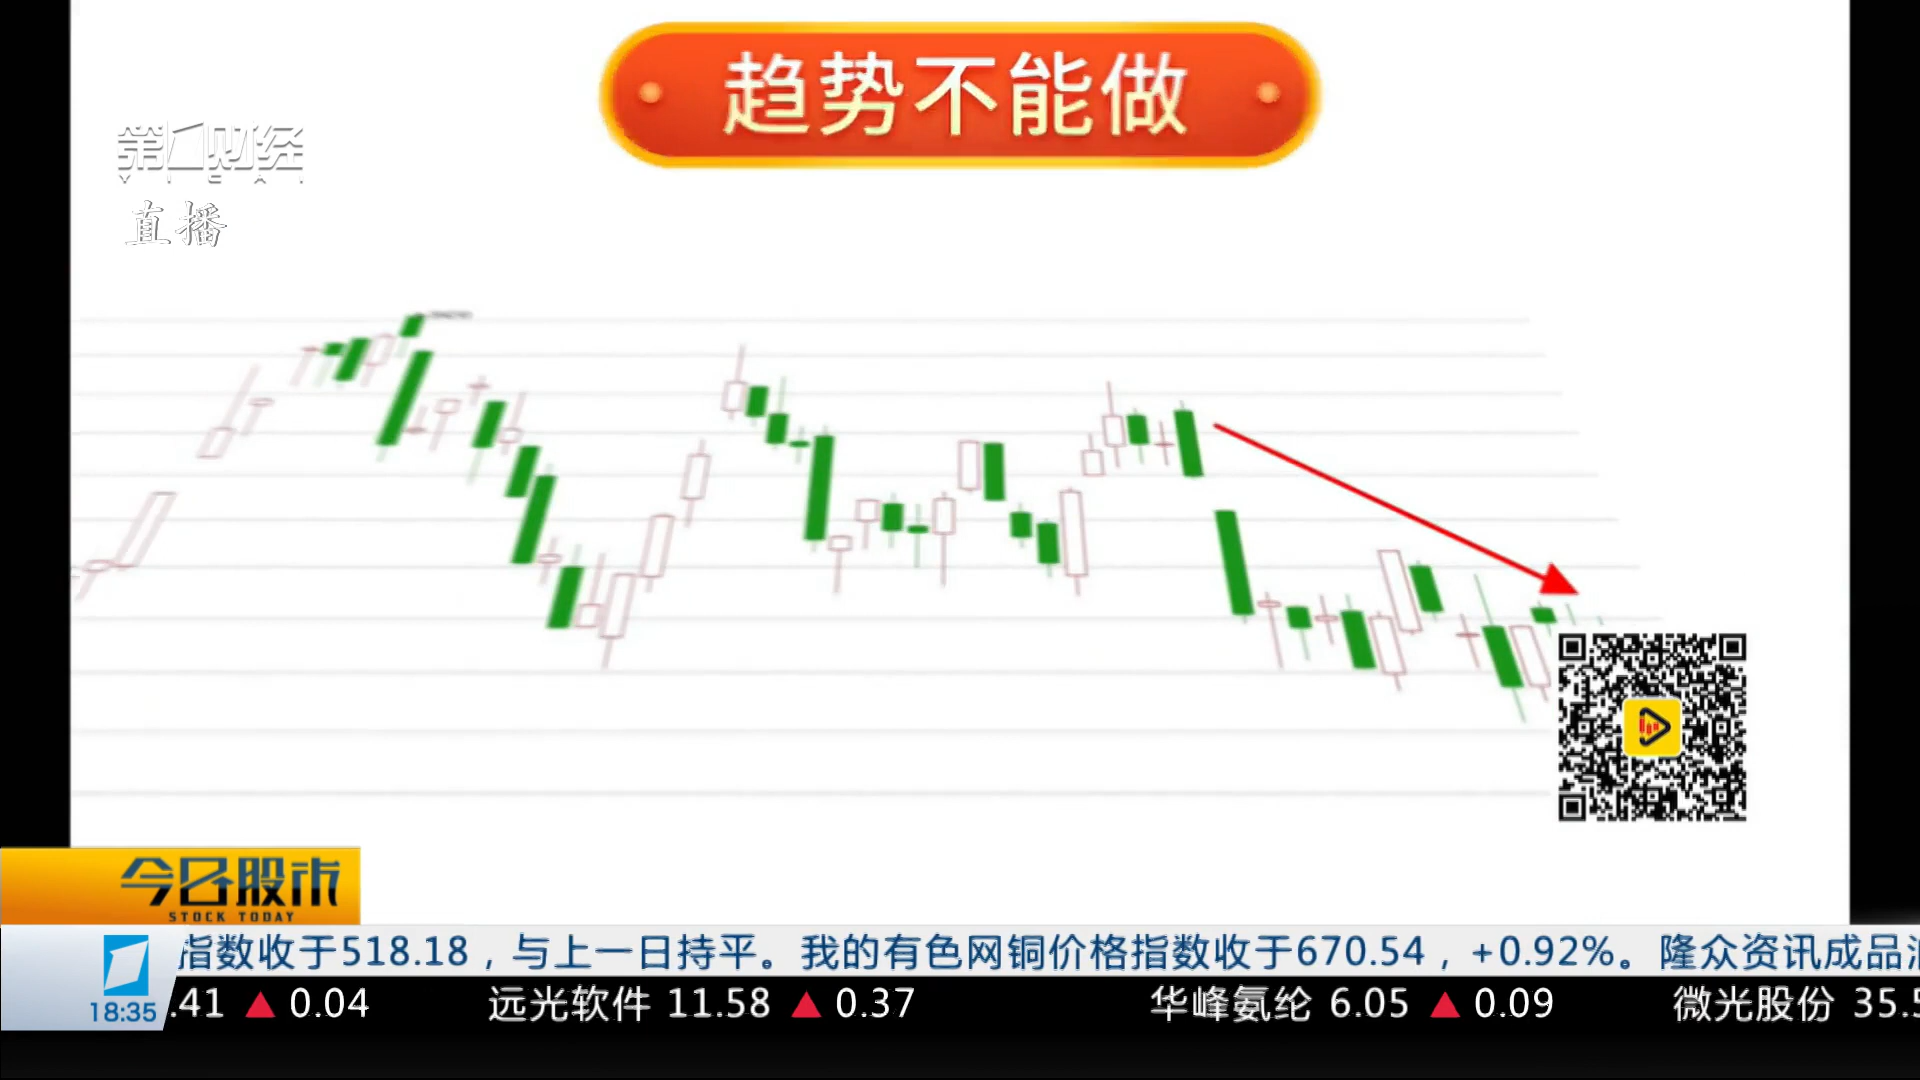 趋势不能做
第一财经
YICAI
直播
今日股市
STOCK TODAY
指数收于518.18，与上一日持平。我的有色网铜价格指数收于670.54，+0.92%。隆众资讯成品油
18:35
.41 ▲ 0.04 远光软件 11.58 ▲ 0.37 华峰氨纶 6.05 ▲ 0.09 微光股份 35.5